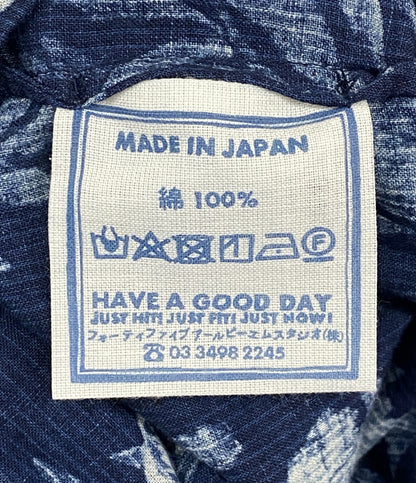 MADE IN JAPAN
綿 100%
HAVE A GOOD DAY
JUST HIT! JUST FIT! JUST NOW!
フォーティファイブアールピーエムスタジオ(株)
☎03 3498 2245